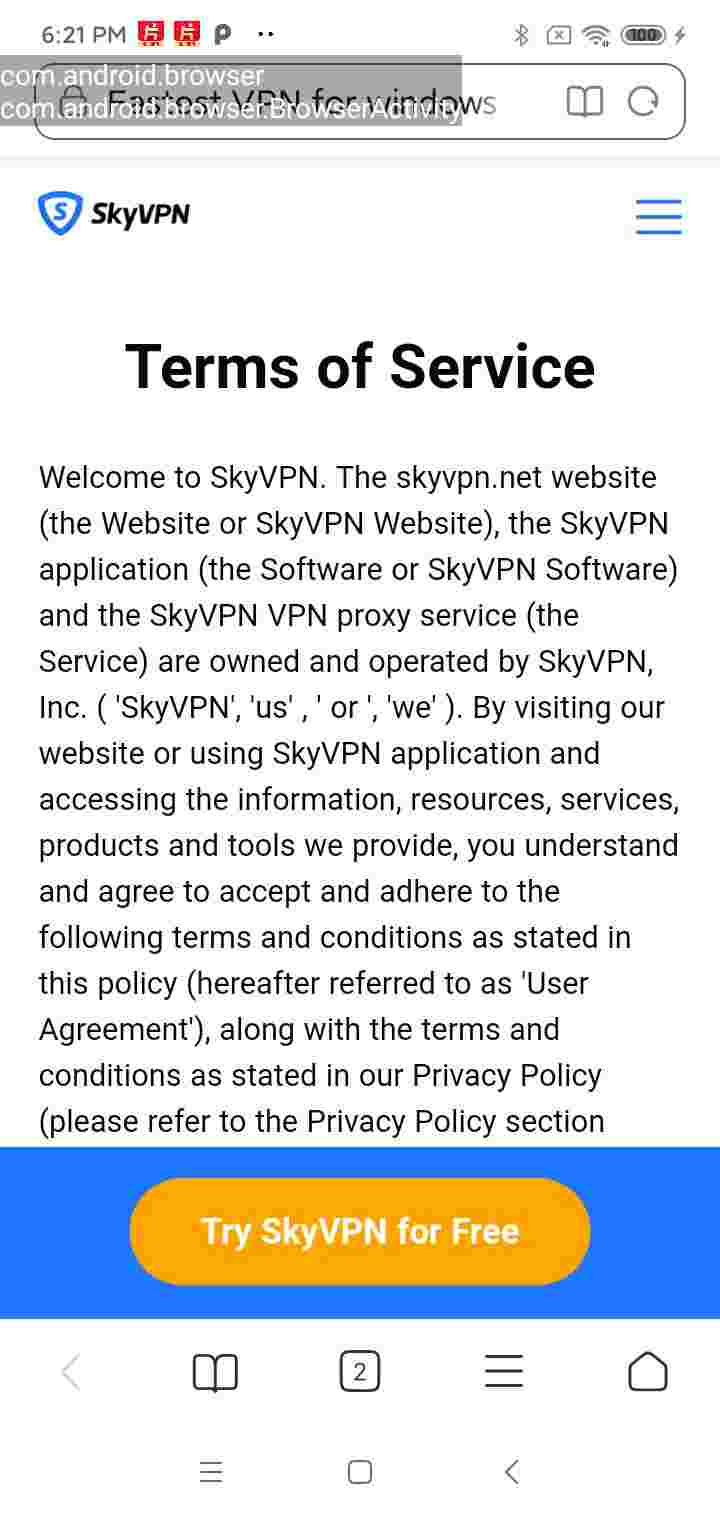 6:21 PM
100
com.android.browser
Fastest VPN for windows
com.android.browser.BrowserActivity
S SkyVPN
Terms of Service
Welcome to SkyVPN. The skyvpn.net website
(the Website or SkyVPN Website), the SkyVPN
application (the Software or SkyVPN Software)
and the SkyVPN VPN proxy service (the
Service) are owned and operated by SkyVPN,
Inc. ( 'SkyVPN', 'us' , ' or ', 'we' ). By visiting our
website or using SkyVPN application and
accessing the information, resources, services,
products and tools we provide, you understand
and agree to accept and adhere to the
following terms and conditions as stated in
this policy (hereafter referred to as 'User
Agreement'), along with the terms and
conditions as stated in our Privacy Policy
(please refer to the Privacy Policy section
Try SkyVPN for Free
2